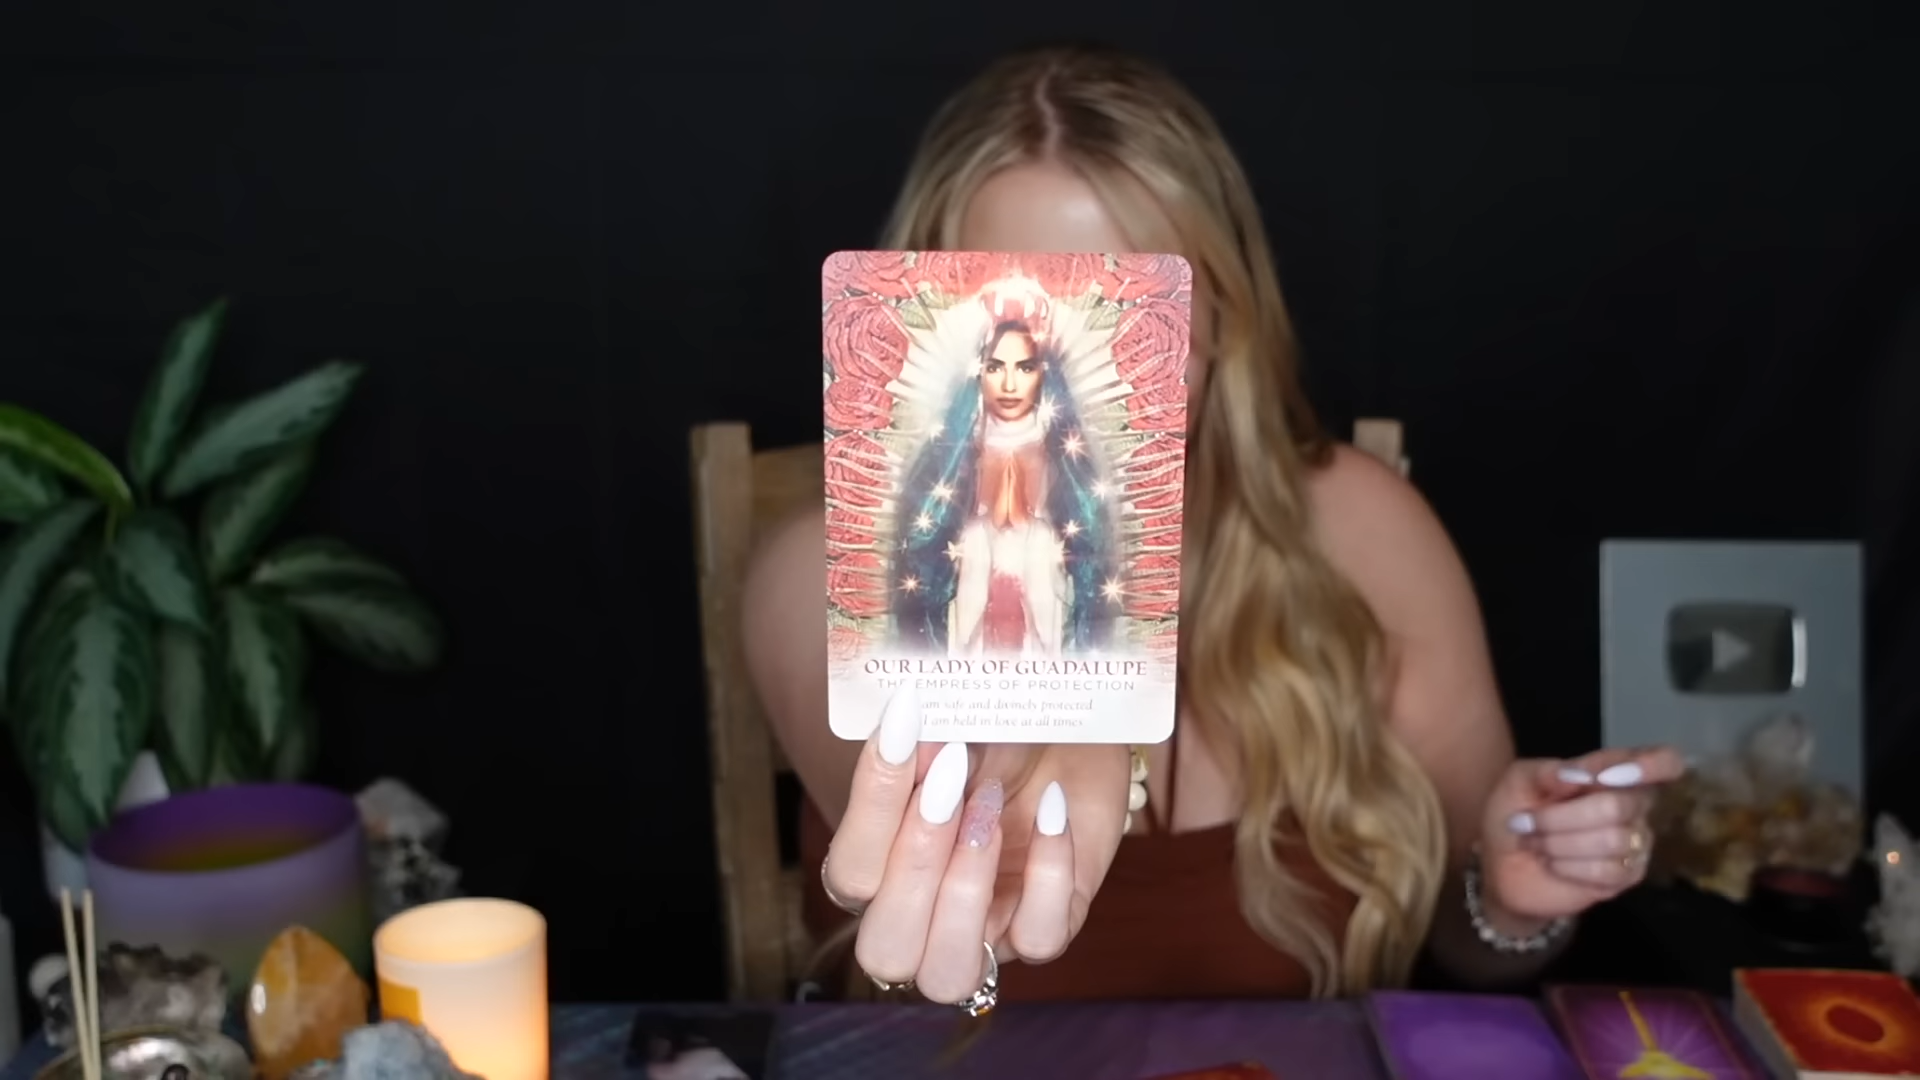 OUR LADY OF GUADALUPE
THE EMPRESS OF PROTECTION
am safe and divinely protected
I am held in love at all times